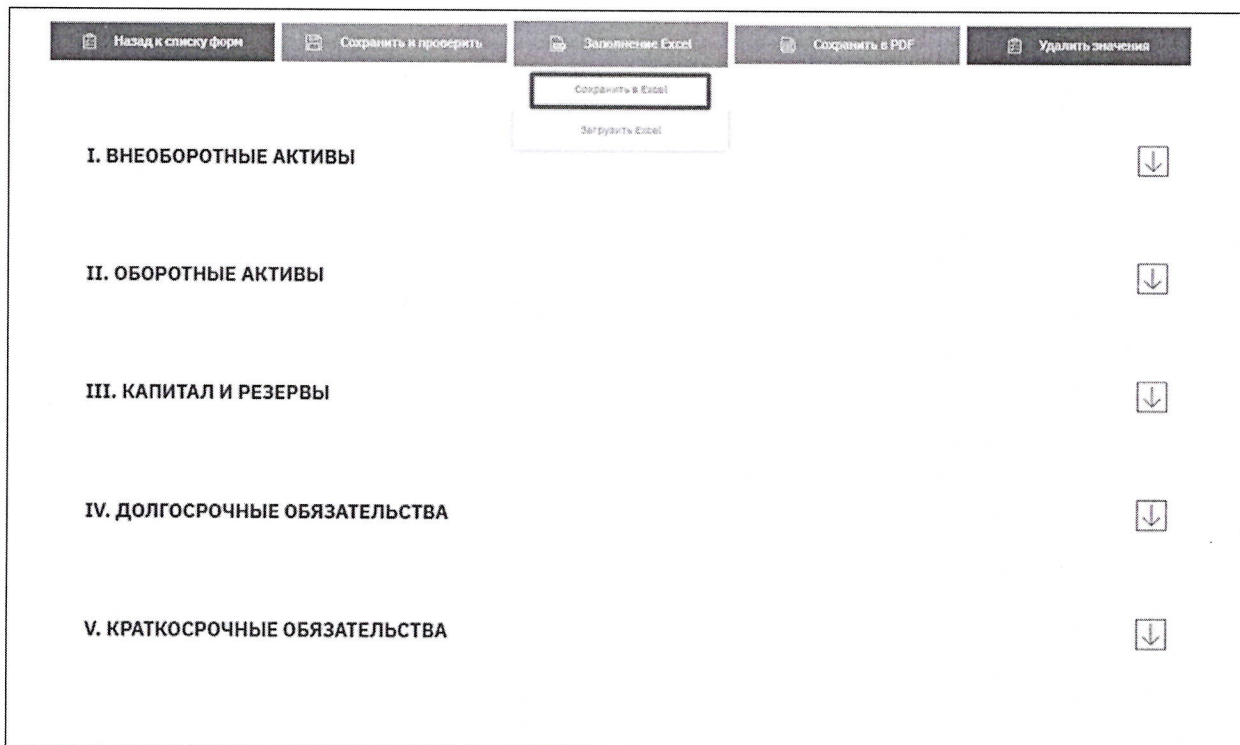 Назад к списку форм
Сохранить и проверить
Заполнение Excel
Сохранить в PDF
Удалить значения
Сохранить в Excel
Загрузить Excel
I. ВНЕОБОРОТНЫЕ АКТИВЫ
II. ОБОРОТНЫЕ АКТИВЫ
III. КАПИТАЛ И РЕЗЕРВЫ
IV. ДОЛГОСРОЧНЫЕ ОБЯЗАТЕЛЬСТВА
V. КРАТКОСРОЧНЫЕ ОБЯЗАТЕЛЬСТВА